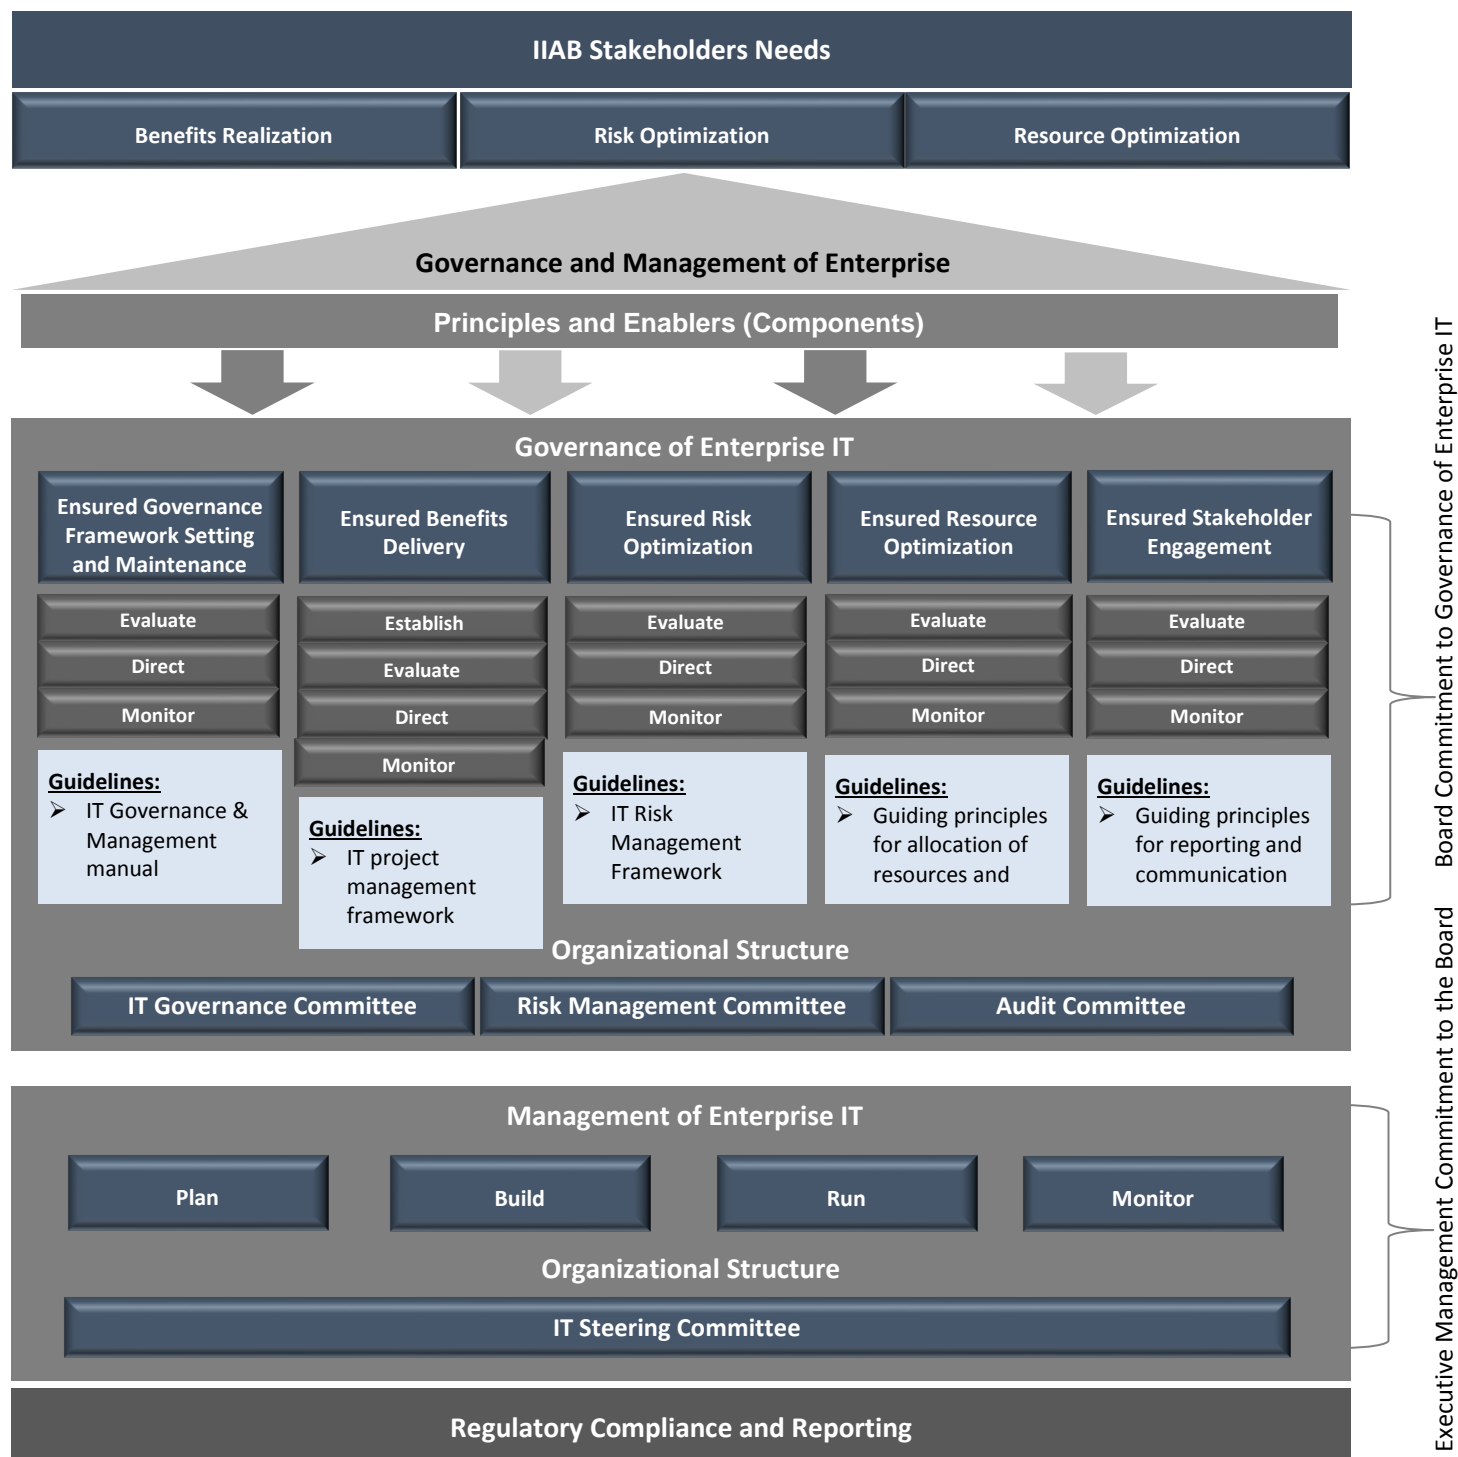 IIAB Stakeholders Needs
Benefits Realization
Risk Optimization
Resource Optimization
Governance and Management of Enterprise
Principles and Enablers (Components)
Governance of Enterprise IT
Ensured Governance
Framework Setting
and Maintenance
Evaluate
Direct
Monitor
Guidelines:
➢ IT Governance &
Management
manual
Ensured Benefits
Delivery
Establish
Evaluate
Direct
Monitor
Guidelines:
➢ IT project
management
framework
Ensured Risk
Optimization
Evaluate
Direct
Monitor
Guidelines:
➢ IT Risk
Management
Framework
Ensured Resource
Optimization
Evaluate
Direct
Monitor
Guidelines:
➢ Guiding principles
for allocation of
resources and
Ensured Stakeholder
Engagement
Evaluate
Direct
Monitor
Guidelines:
➢ Guiding principles
for reporting and
communication
Organizational Structure
IT Governance Committee
Risk Management Committee
Audit Committee
Board Commitment to Governance of Enterprise IT
Management of Enterprise IT
Plan
Build
Run
Monitor
Organizational Structure
IT Steering Committee
Executive Management Commitment to the Board
Regulatory Compliance and Reporting